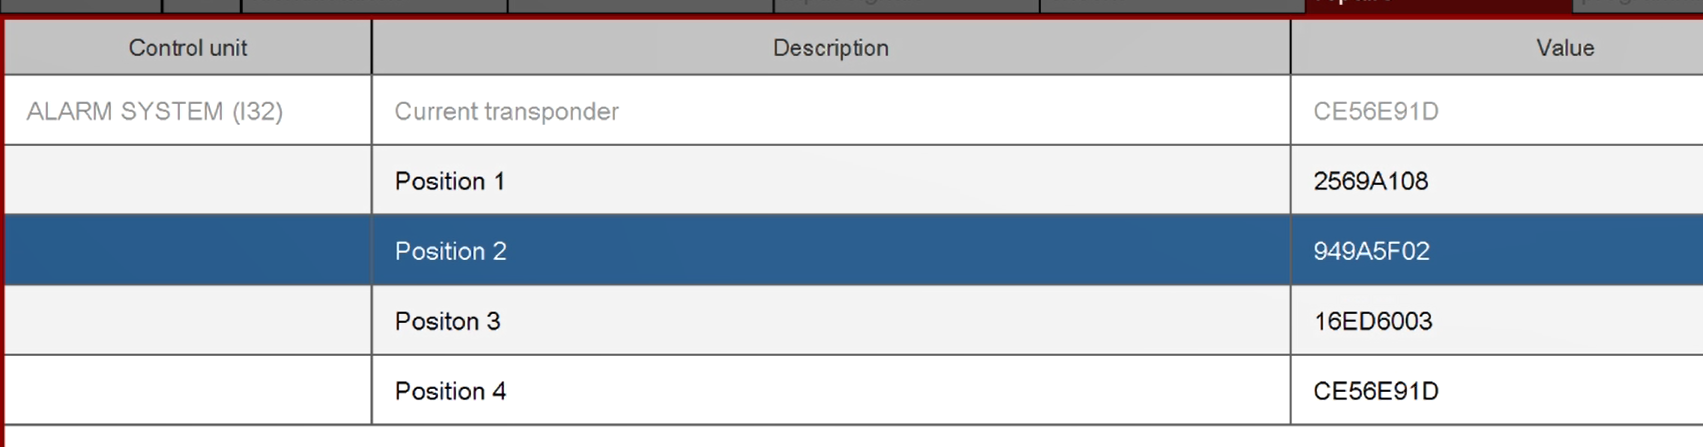 Control unit Description Value
ALARM SYSTEM (I32) Current transponder CE56E91D
Position 1 2569A108
Position 2 949A5F02
Positon 3 16ED6003
Position 4 CE56E91D